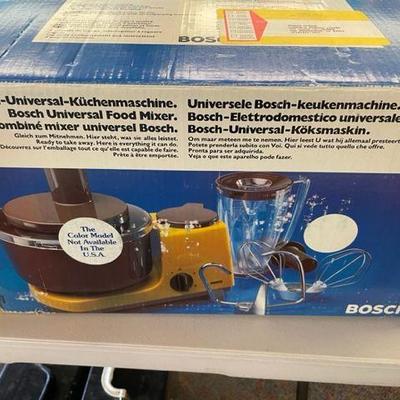 BOSCH
-Universal-Küchenmaschine.
Bosch Universal Food Mixer.
ombiné mixer universel Bosch.
Gleich zum Mitnehmen. Hier steht, was sie alles leistet.
Ready to take away. Here is everything it can do.
Découvrez sur l'emballage tout ce dont il est capable de faire.
Prête à être emportée.
Universele Bosch-keukenmachine.
Bosch-Elettrodomestico universale
Bosch-Universal-Köksmaskin.
Om maar meteen me te nemen. Hier leest U wat hij allemaal presteert
Potete prenderla subito con Voi. Qui si vede tutto quello che offre.
Pronta para ser adquirida.
Veja o que este aparelho pode fazer.
The
Color Model
Not Available
In The
U.S.A.
BOSCH